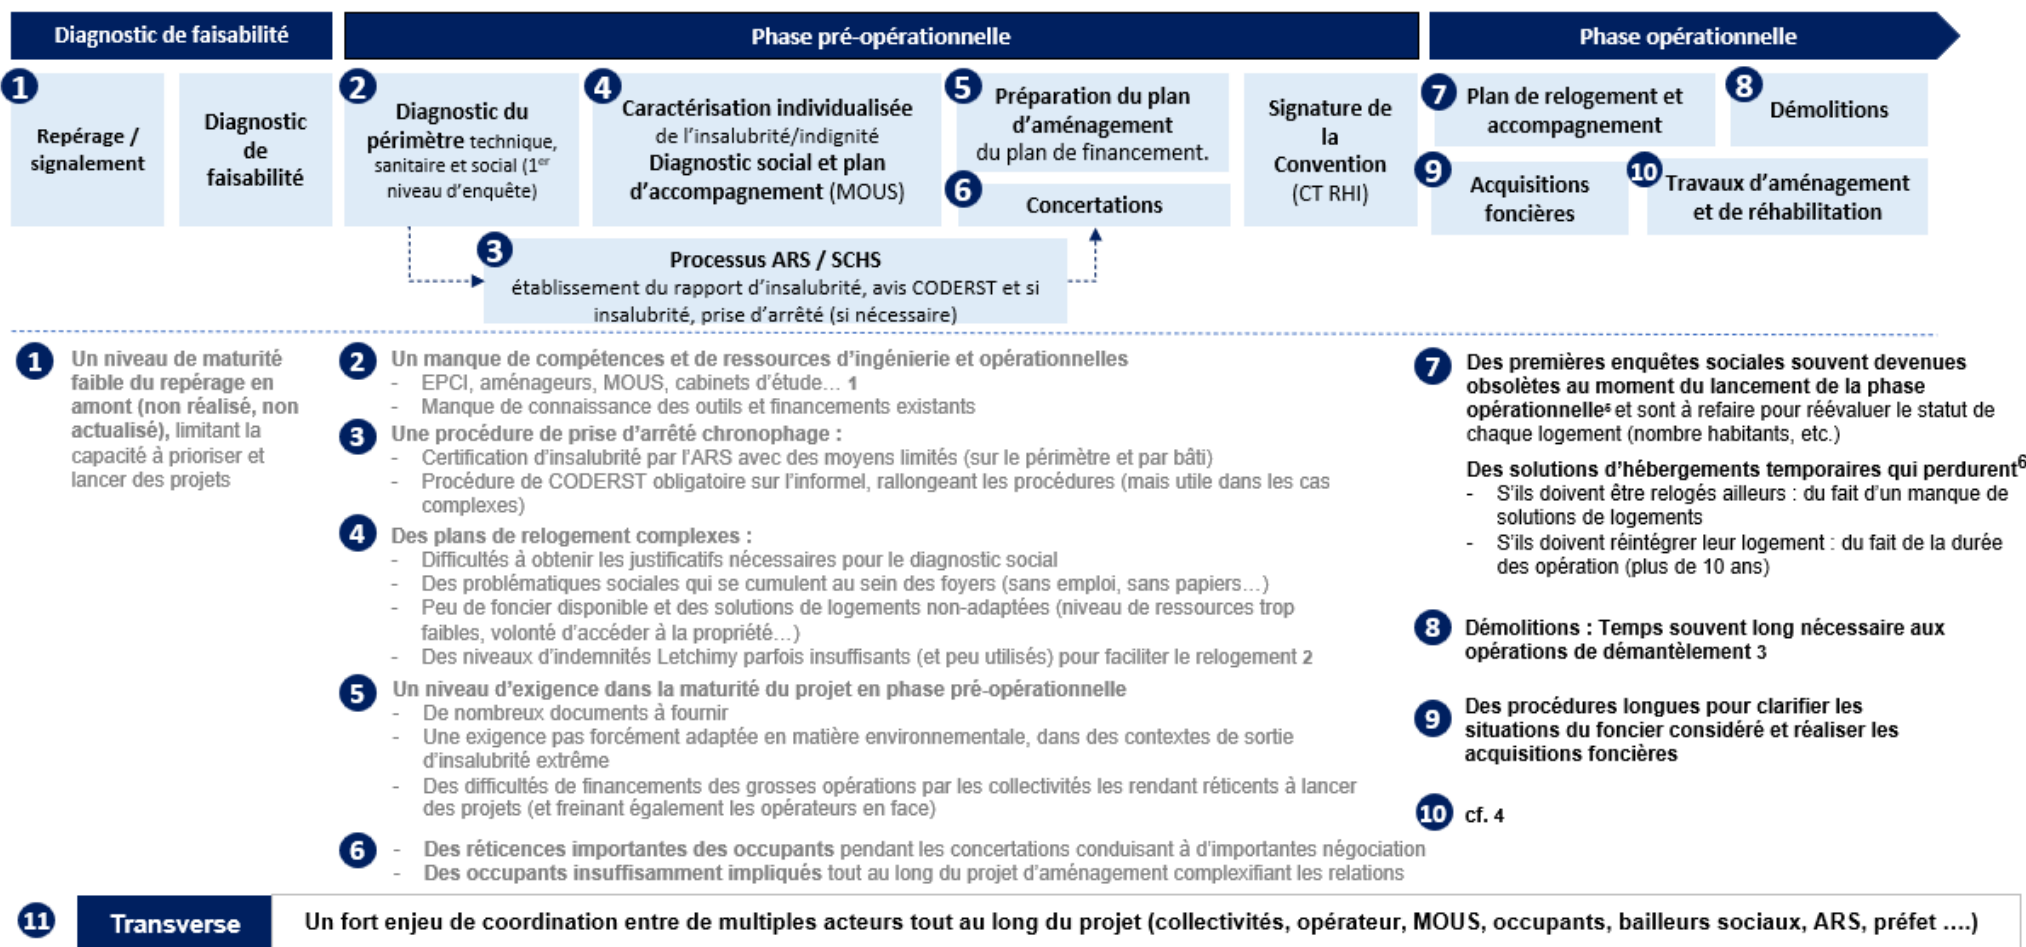 Diagnostic de faisabilité
Phase pré-opérationnelle
Phase opérationnelle
1
Repérage /
signalement
Diagnostic
de
faisabilité
2
Diagnostic du
périmètre technique,
sanitaire et social (1er
niveau d'enquête)
4
Caractérisation individualisée
de l'insalubrité/indignité
Diagnostic social et plan
d'accompagnement (MOUS)
5
Préparation du plan
d'aménagement
du plan de financement.
6
Concertations
Signature de
la
Convention
(CT RHI)
7
Plan de relogement et
accompagnement
8
Démolitions
9
Acquisitions
foncières
10
Travaux d'aménagement
et de réhabilitation
3
Processus ARS / SCHS
établissement du rapport d'insalubrité, avis CODERST et si
insalubrité, prise d'arrêté (si nécessaire)
1
Un niveau de maturité
faible du repérage en
amont (non réalisé, non
actualisé), limitant la
capacité à prioriser et
lancer des projets
2
Un manque de compétences et de ressources d'ingénierie et opérationnelles
- EPCI, aménageurs, MOUS, cabinets d'étude… 1
- Manque de connaissance des outils et financements existants
3
Une procédure de prise d'arrêté chronophage :
- Certification d'insalubrité par l'ARS avec des moyens limités (sur le périmètre et par bâti)
- Procédure de CODERST obligatoire sur l'informel, rallongeant les procédures (mais utile dans les cas
complexes)
4
Des plans de relogement complexes :
- Difficultés à obtenir les justificatifs nécessaires pour le diagnostic social
- Des problématiques sociales qui se cumulent au sein des foyers (sans emploi, sans papiers…)
- Peu de foncier disponible et des solutions de logements non-adaptées (niveau de ressources trop
faibles, volonté d'accéder à la propriété…)
- Des niveaux d'indemnités Letchimy parfois insuffisants (et peu utilisés) pour faciliter le relogement 2
5
Un niveau d'exigence dans la maturité du projet en phase pré-opérationnelle
- De nombreux documents à fournir
- Une exigence pas forcément adaptée en matière environnementale, dans des contextes de sortie
d'insalubrité extrême
- Des difficultés de financements des grosses opérations par les collectivités les rendant réticents à lancer
des projets (et freinant également les opérateurs en face)
6
- Des réticences importantes des occupants pendant les concertations conduisant à d'importantes négociation
- Des occupants insuffisamment impliqués tout au long du projet d'aménagement complexifiant les relations
7
Des premières enquêtes sociales souvent devenues
obsolètes au moment du lancement de la phase
opérationnelle5 et sont à refaire pour réévaluer le statut de
chaque logement (nombre habitants, etc.)
Des solutions d'hébergements temporaires qui perdurent6
- S'ils doivent être relogés ailleurs : du fait d'un manque de
solutions de logements
- S'ils doivent réintégrer leur logement : du fait de la durée
des opération (plus de 10 ans)
8
Démolitions : Temps souvent long nécessaire aux
opérations de démantèlement 3
9
Des procédures longues pour clarifier les
situations du foncier considéré et réaliser les
acquisitions foncières
10
cf. 4
11
Transverse
Un fort enjeu de coordination entre de multiples acteurs tout au long du projet (collectivités, opérateur, MOUS, occupants, bailleurs sociaux, ARS, préfet ….)